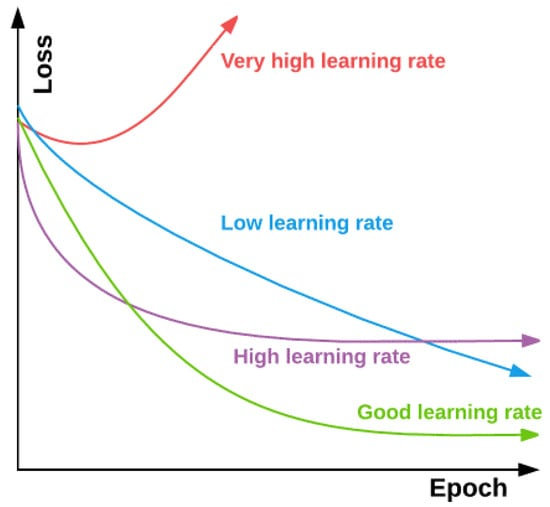 Loss
Very high learning rate
Low learning rate
High learning rate
Good learning rate
Epoch